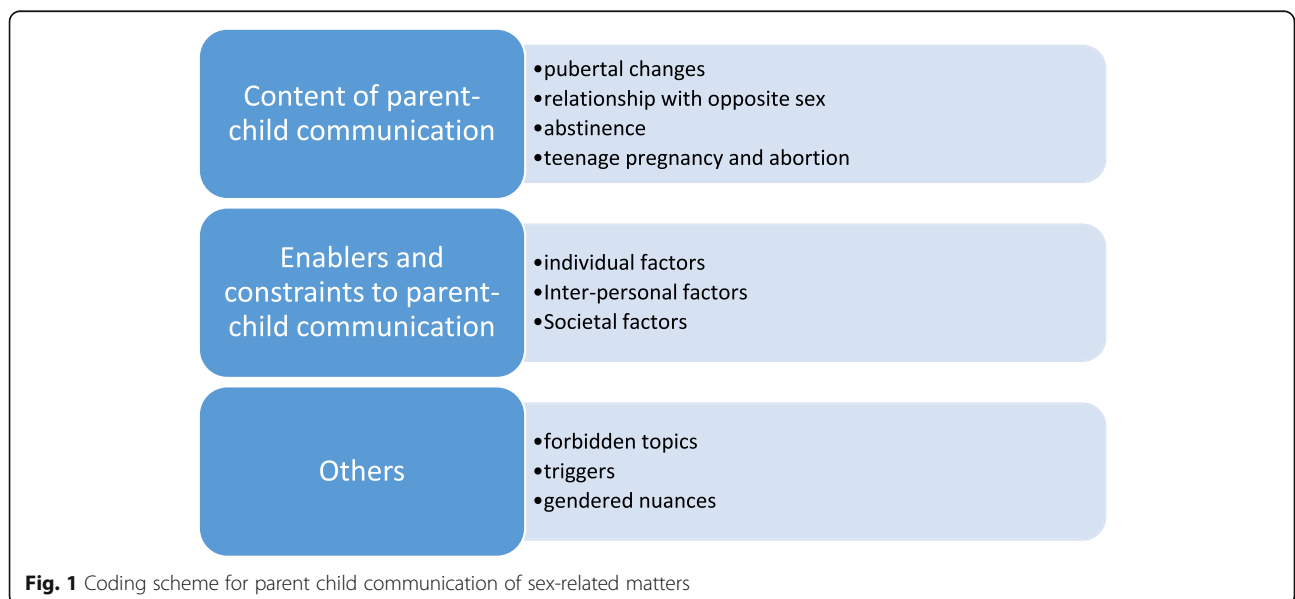 Content of parent-
child communication
•pubertal changes
•relationship with opposite sex
•abstinence
•teenage pregnancy and abortion
Enablers and
constraints to parent-
child communication
•individual factors
•Inter-personal factors
•Societal factors
Others
•forbidden topics
•triggers
•gendered nuances
Fig. 1 Coding scheme for parent child communication of sex-related matters